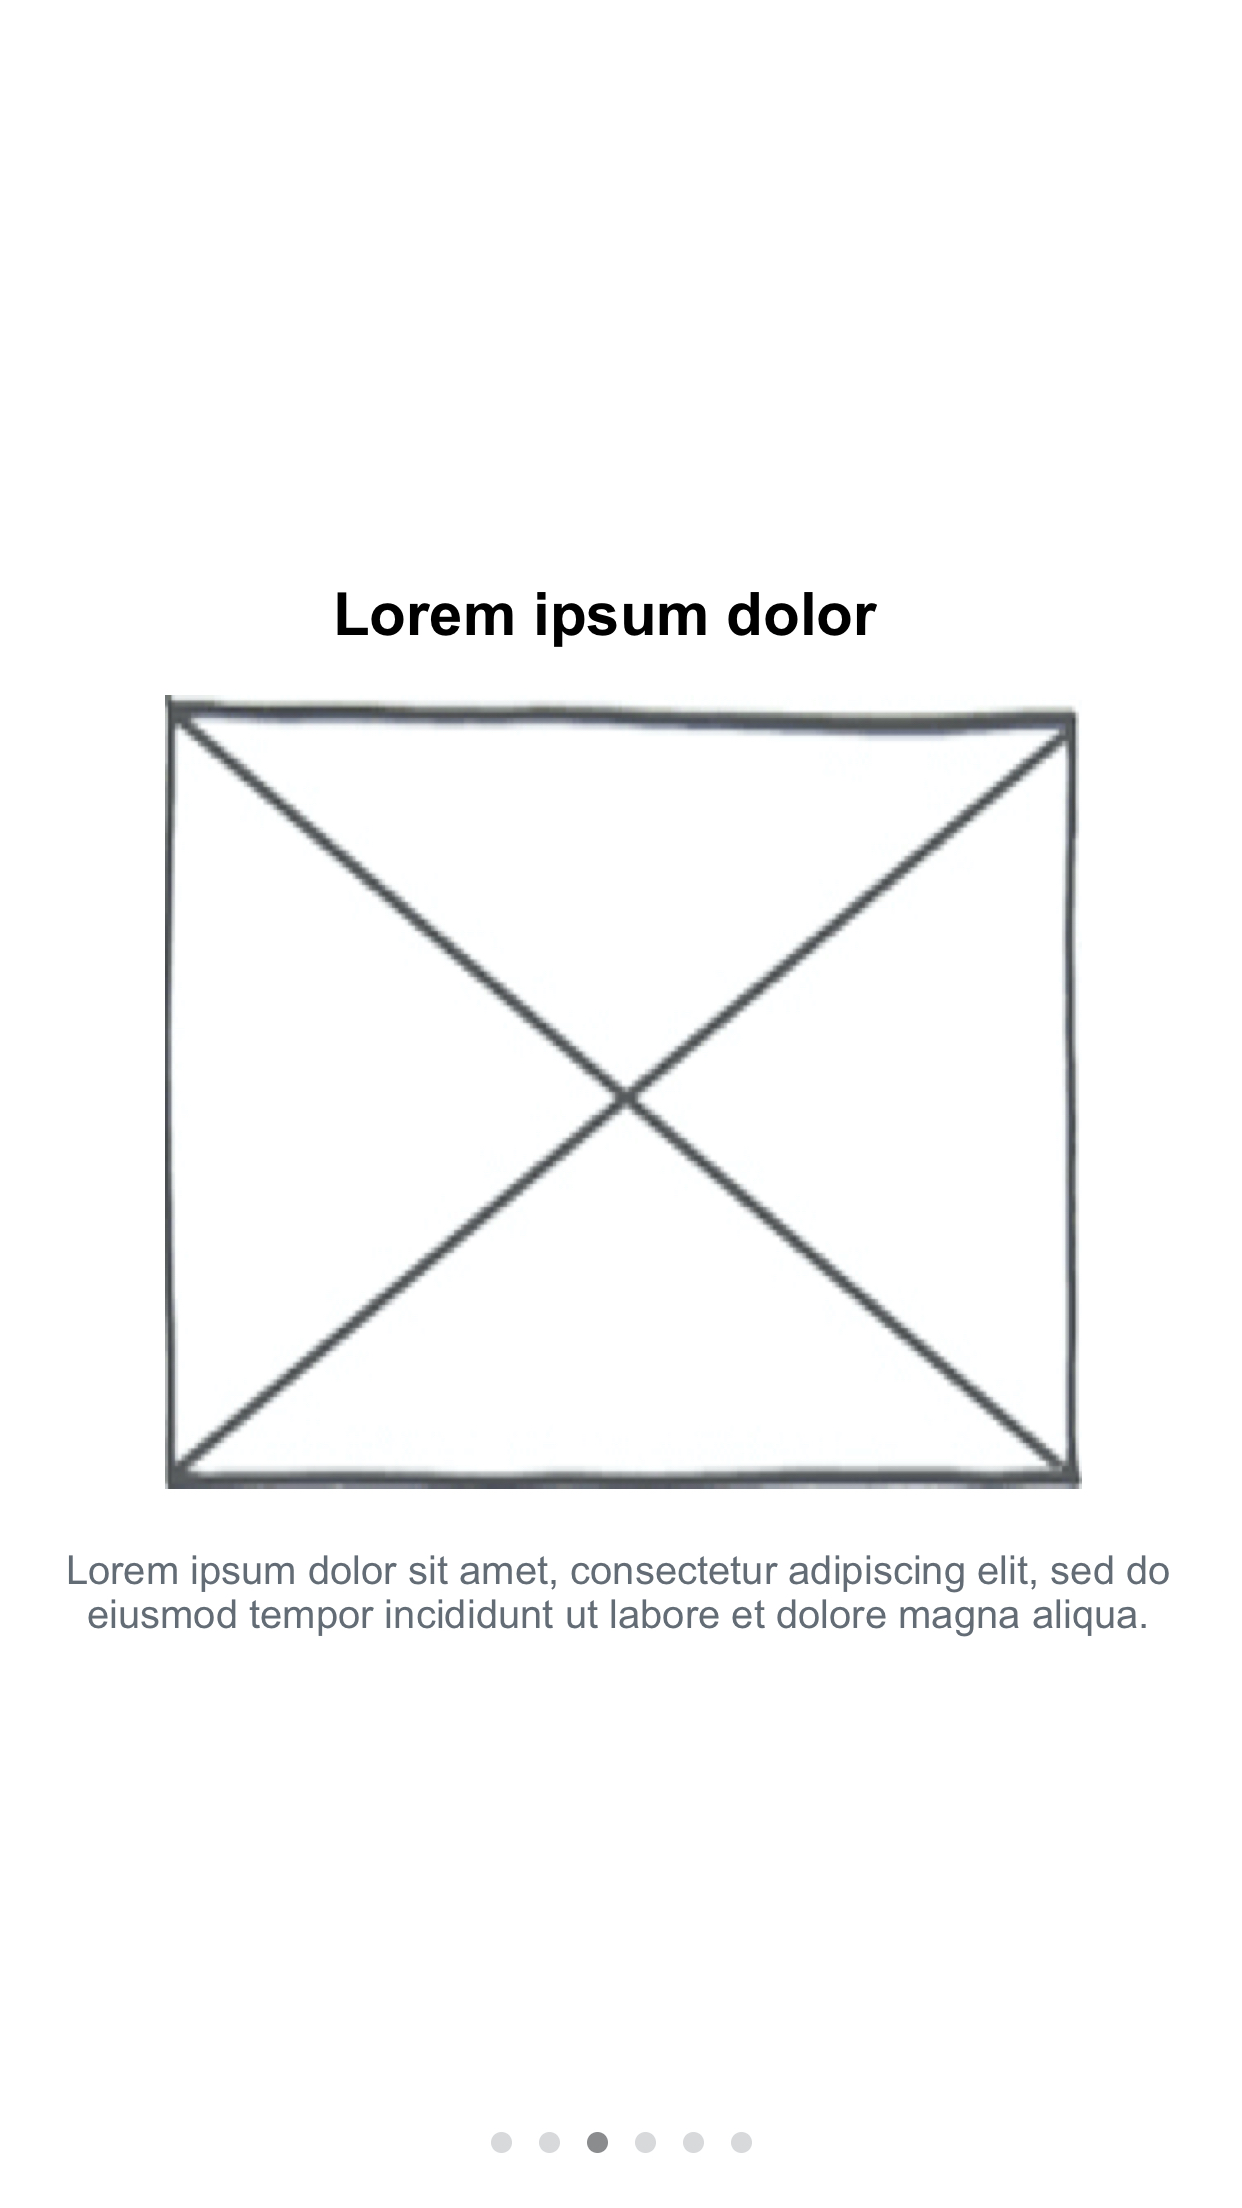 Lorem ipsum dolor
Lorem ipsum dolor sit amet, consectetur adipiscing elit, sed do
eiusmod tempor incididunt ut labore et dolore magna aliqua.